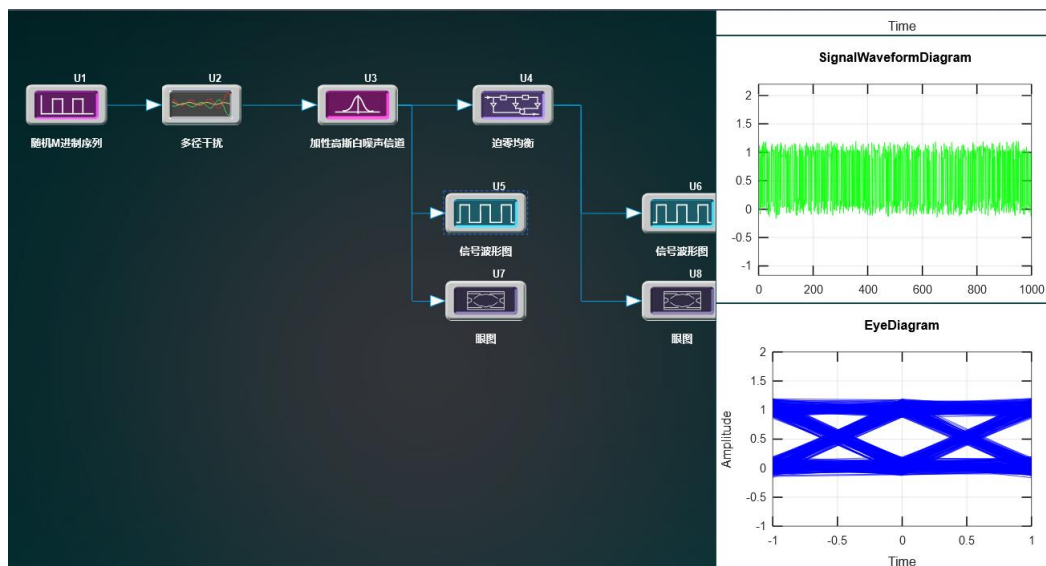 U1
U2
U3
U4
随机M进制序列
多径干扰
加性高斯白噪声信道
迫零均衡
U5
U6
信号波形图
信号波形图
U7
U8
眼图
眼图
Time
SignalWaveformDiagram
2
1.5
1
0.5
0
-0.5
-1
0
200
400
600
800
1000
EyeDiagram
Amplitude
2
1.5
1
0.5
0
-0.5
-1
-1
-0.5
0
0.5
1
Time